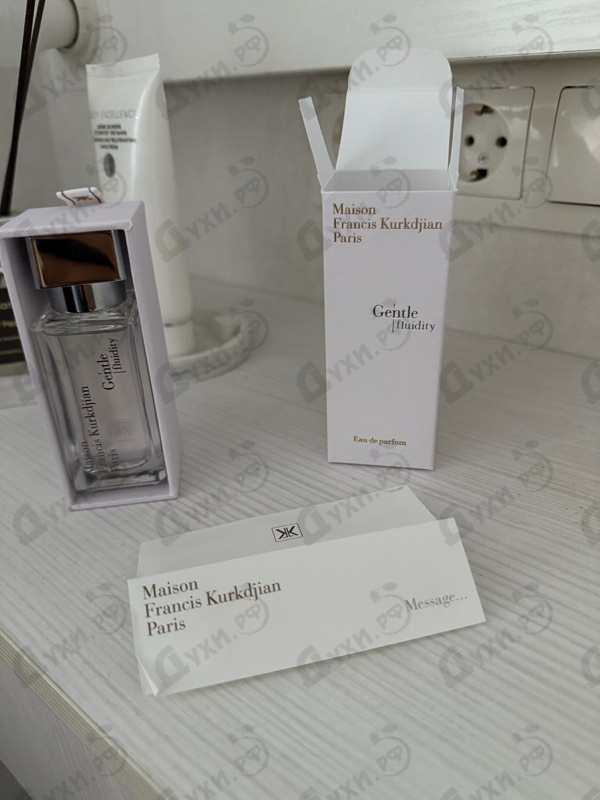 Maison
Francis Kurkdjian
Paris
Gentle
fluidity
Eau de parfum
Gentle
fluidity
Maison
Francis Kurkdjian
Paris
Maison
Francis Kurkdjian
Paris
Message...
Духи.РФ